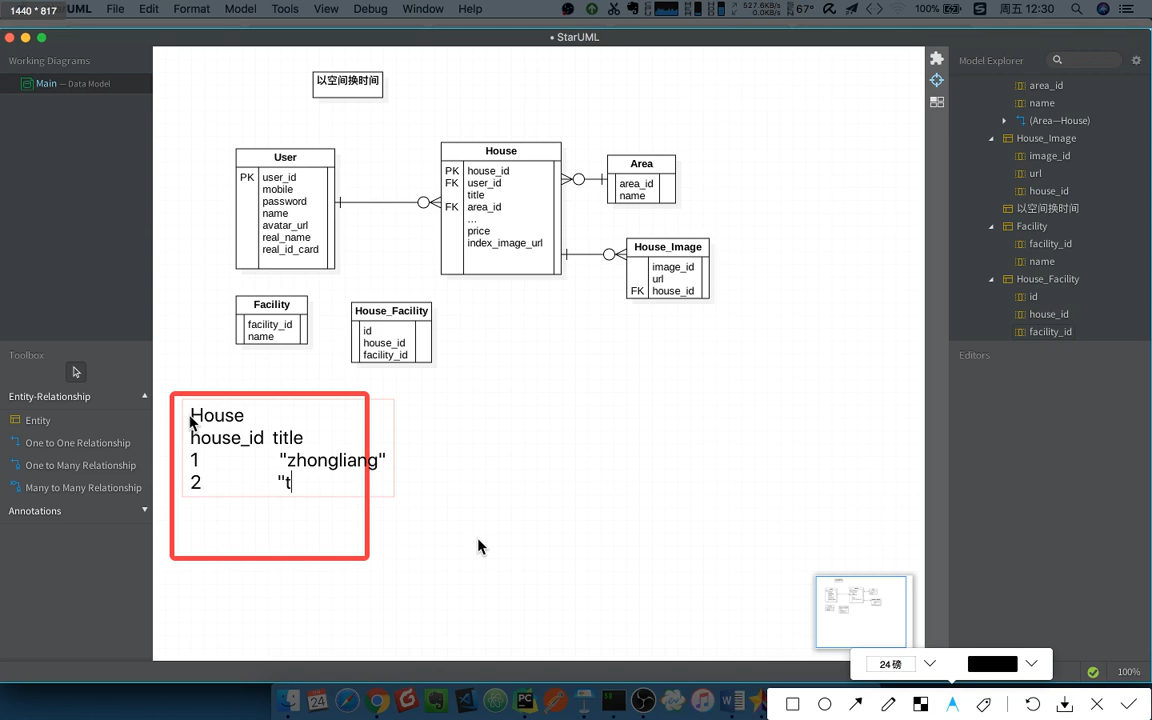 1440 * 817
UML File Edit Format Model Tools View Debug Window Help
527.6KB/s
0.0KB/s
67°
100%
周五 12:30
• StarUML
Working Diagrams
Main — Data Model
以空间换时间
User
PK user_id
mobile
password
name
avatar_url
real_name
real_id_card
House
PK house_id
FK user_id
title
FK area_id
...
price
index_image_url
Area
area_id
name
House_Image
image_id
url
FK house_id
Facility
facility_id
name
House_Facility
id
house_id
facility_id
Toolbox
Entity-Relationship
Entity
One to One Relationship
One to Many Relationship
Many to Many Relationship
Annotations
House
house_id title
1 "zhongliang"
2 "t
Model Explorer
area_id
name
(Area—House)
House_Image
image_id
url
house_id
以空间换时间
Facility
facility_id
name
House_Facility
id
house_id
facility_id
Editors
24 磅
100%